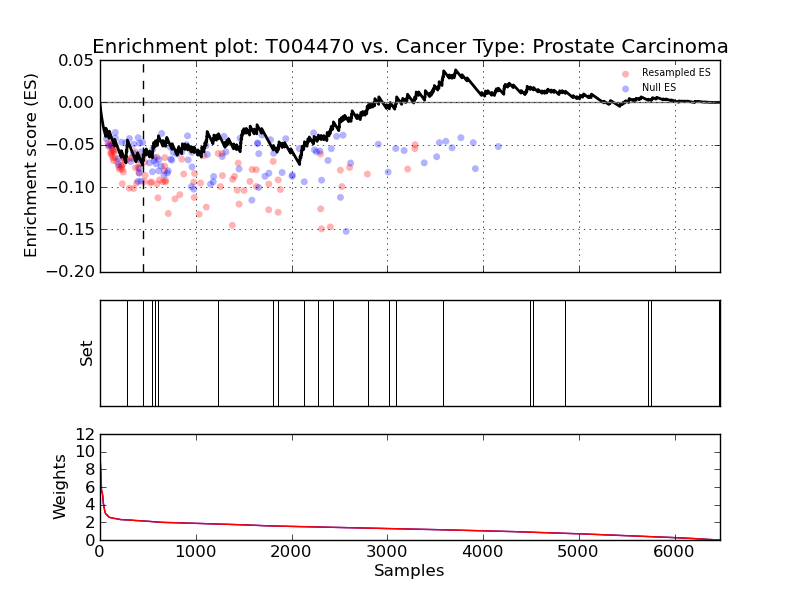 Enrichment plot: T004470 vs. Cancer Type: Prostate Carcinoma
Enrichment score (ES)
0.05
0.00
−0.05
−0.10
−0.15
−0.20
Resampled ES
Null ES
Set
Weights
12
10
8
6
4
2
0
0 1000 2000 3000 4000 5000 6000
Samples